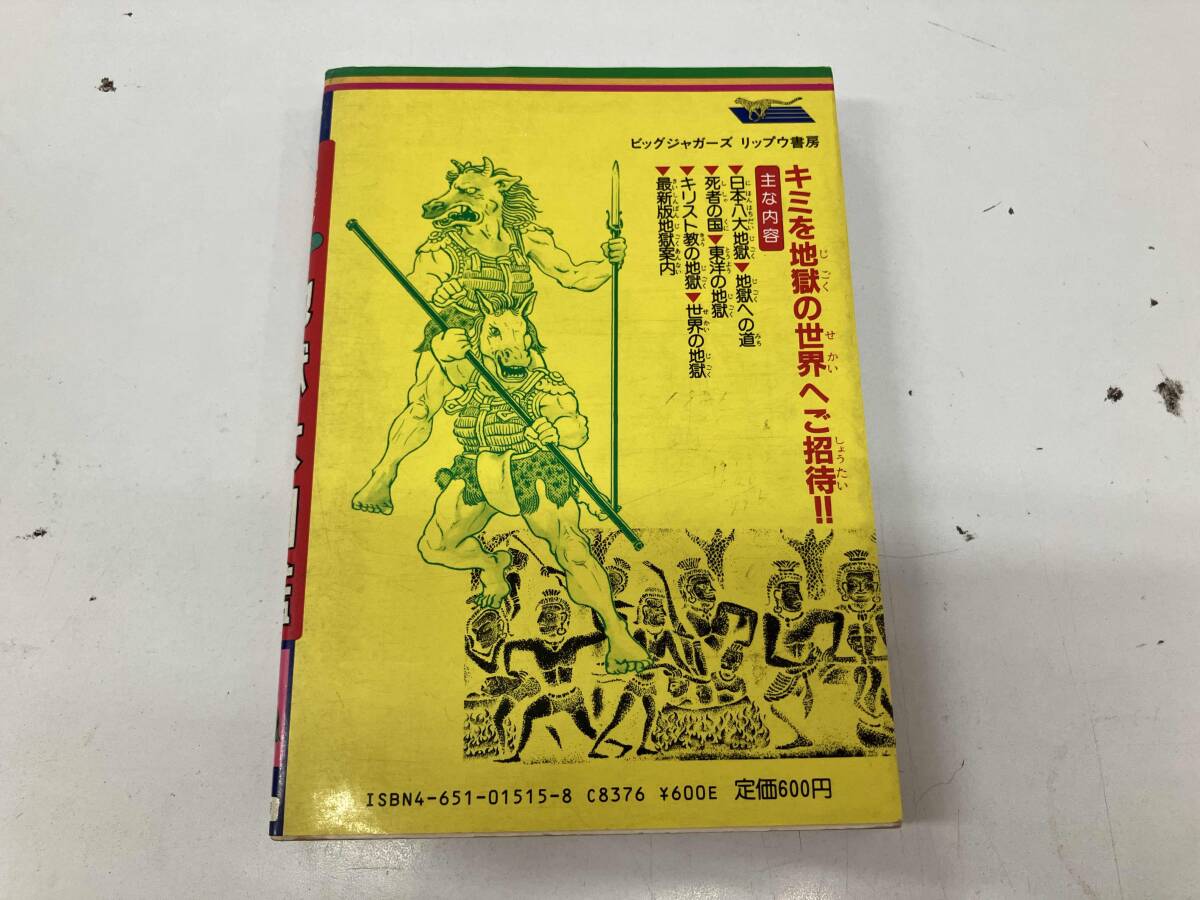 ビッグジャガーズ リップウ書房
キミを地獄の世界へご招待!!
主な内容
▼日本八大地獄▼地獄への道
▼死者の国▼東洋の地獄
▼キリスト教の地獄▼世界の地獄
▼最新版地獄案内
ISBN4-651-01515-8 C8376 ¥600E 定価600円